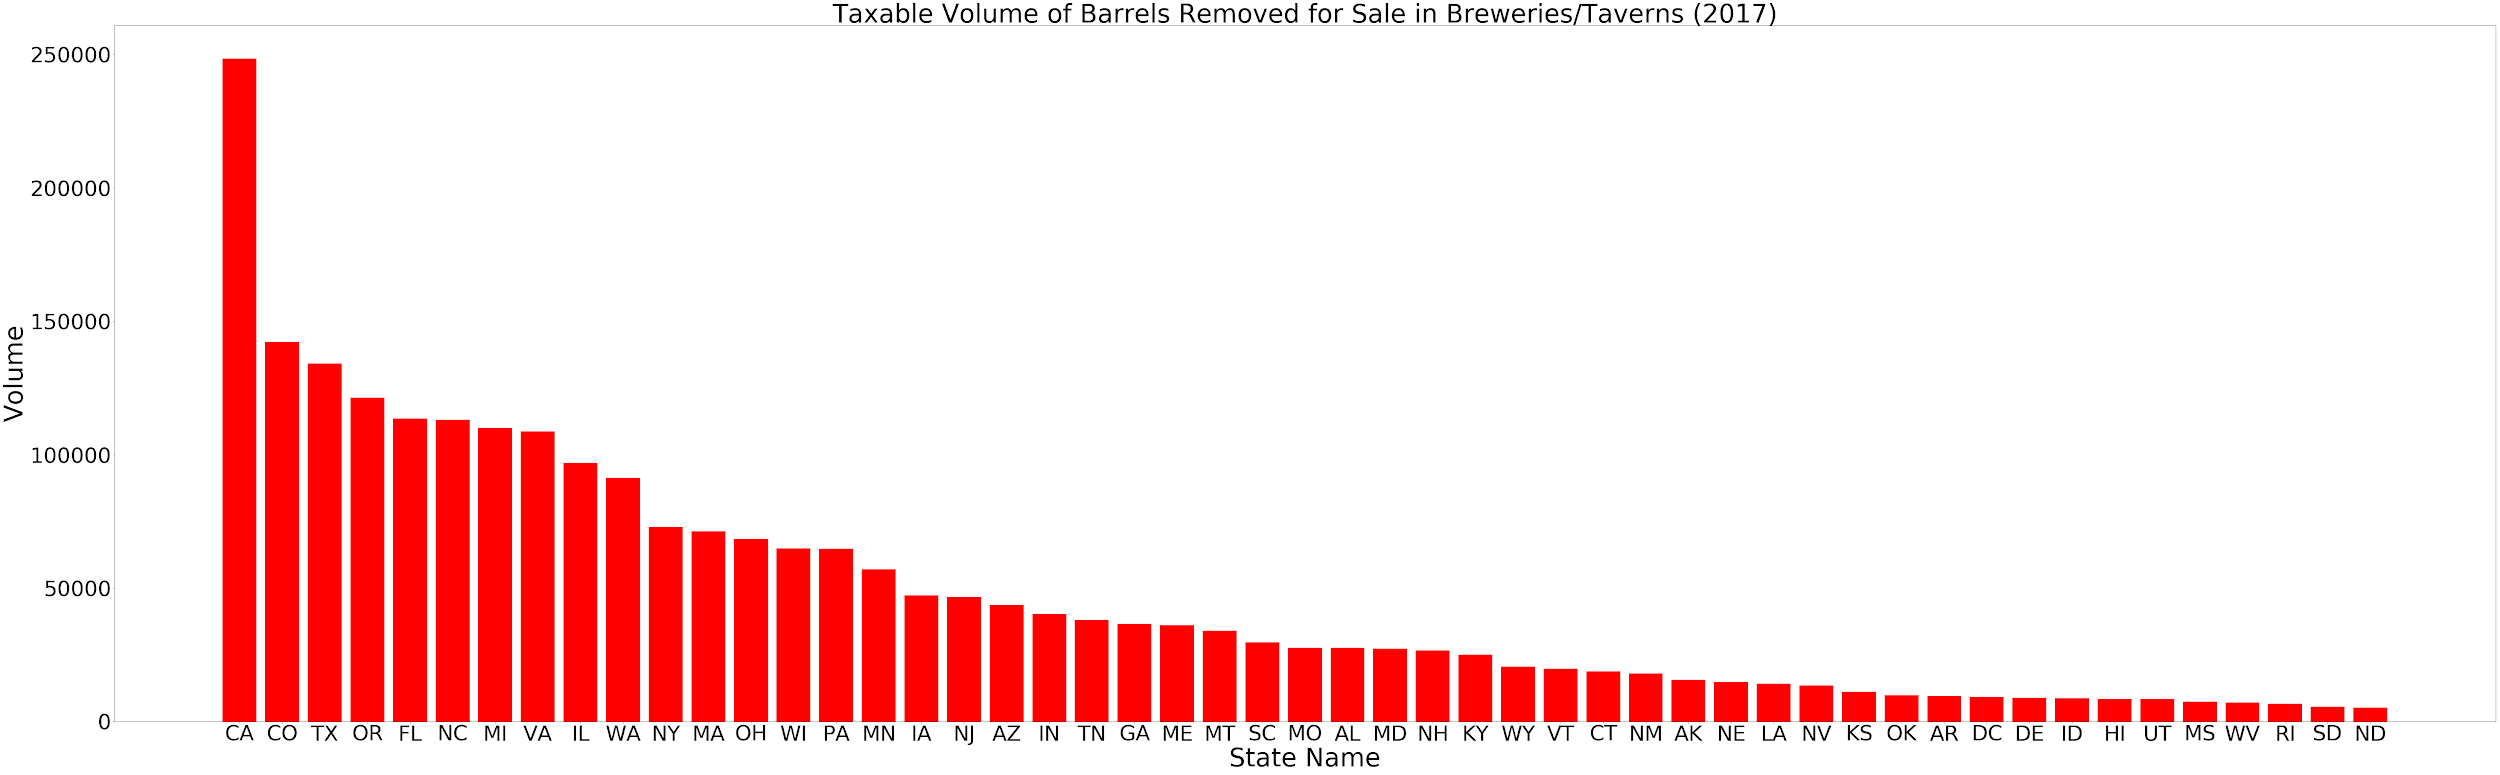 Taxable Volume of Barrels Removed for Sale in Breweries/Taverns (2017)
250000
200000
150000
100000
50000
0
Volume
CA CO TX OR FL NC MI VA IL WA NY MA OH WI PA MN IA NJ AZ IN TN GA ME MT SC MO AL MD NH KY WY VT CT NM AK NE LA NV KS OK AR DC DE ID HI UT MS WV RI SD ND
State Name